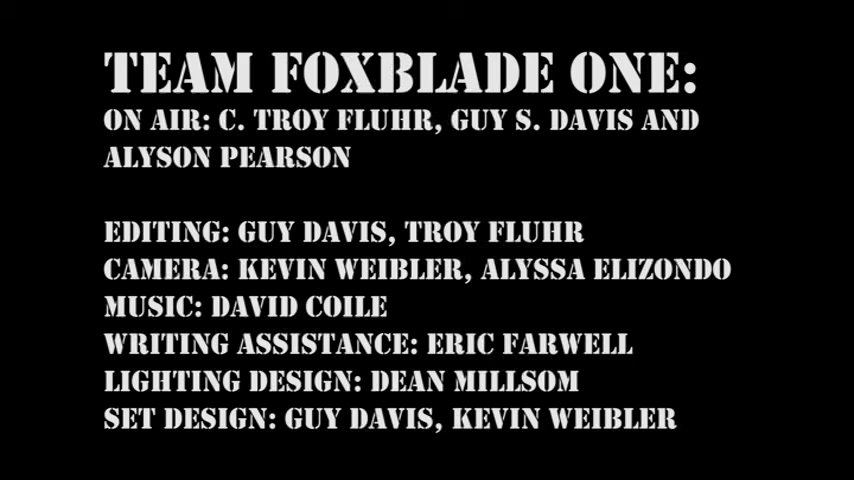 TEAM FOXBLADE ONE:
ON AIR: C. TROY FLUHR, GUY S. DAVIS AND
ALYSON PEARSON
EDITING: GUY DAVIS, TROY FLUHR
CAMERA: KEVIN WEIBLER, ALYSSA ELIZONDO
MUSIC: DAVID COILE
WRITING ASSISTANCE: ERIC FARWELL
LIGHTING DESIGN: DEAN MILLSOM
SET DESIGN: GUY DAVIS, KEVIN WEIBLER